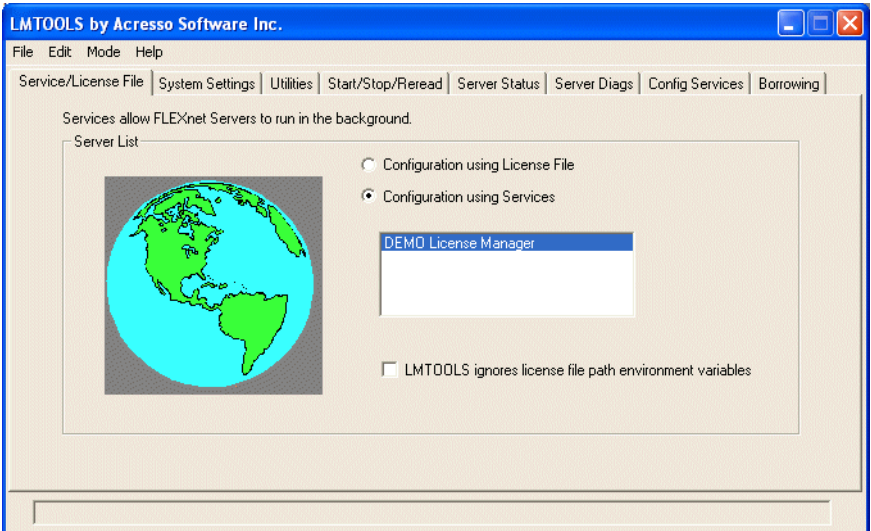 LMTOOLS by Acresso Software Inc.
File Edit Mode Help
Service/License File System Settings Utilities Start/Stop/Reread Server Status Server Diags Config Services Borrowing
Services allow FLEXnet Servers to run in the background.
Server List
Configuration using License File
Configuration using Services
DEMO License Manager
LMTOOLS ignores license file path environment variables